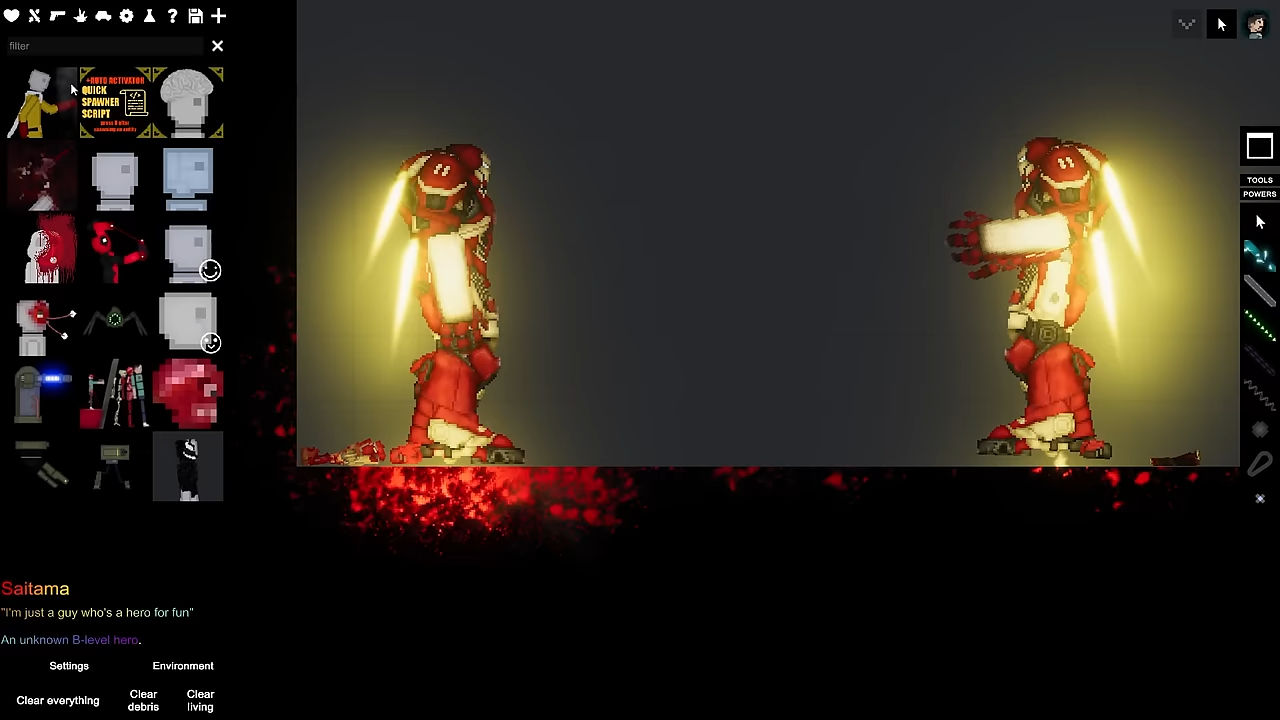 filter
+AUTO ACTIVATOR
QUICK
SPAWNER
SCRIPT
TOOLS
POWERS
Saitama
"I'm just a guy who's a hero for fun"
An unknown B-level hero.
Settings
Environment
Clear everything
Clear
debris
Clear
living